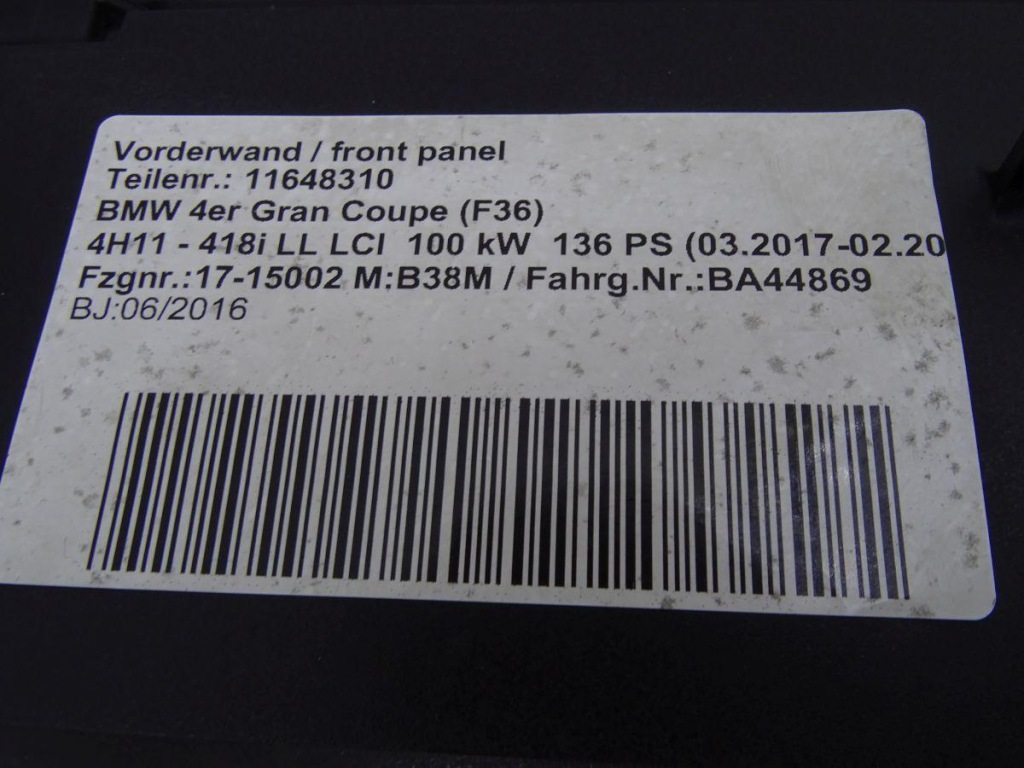 Vorderwand / front panel
Teilenr.: 11648310
BMW 4er Gran Coupe (F36)
4H11 - 418i LL LCI 100 kW 136 PS (03.2017-02.20
Fzgnr.:17-15002 M:B38M / Fahrg.Nr.:BA44869
BJ:06/2016